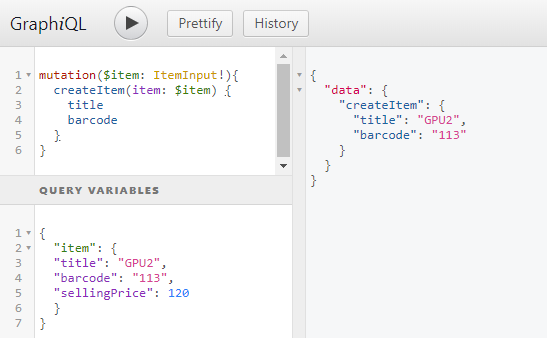 GraphiQL Prettify History
1 mutation($item: ItemInput!){
2 createItem(item: $item) {
3 title
4 barcode
5 }
6 }
QUERY VARIABLES
1 {
2 "item": {
3 "title": "GPU2",
4 "barcode": "113",
5 "sellingPrice": 120
6 }
7 }
{
"data": {
"createItem": {
"title": "GPU2",
"barcode": "113"
}
}
}